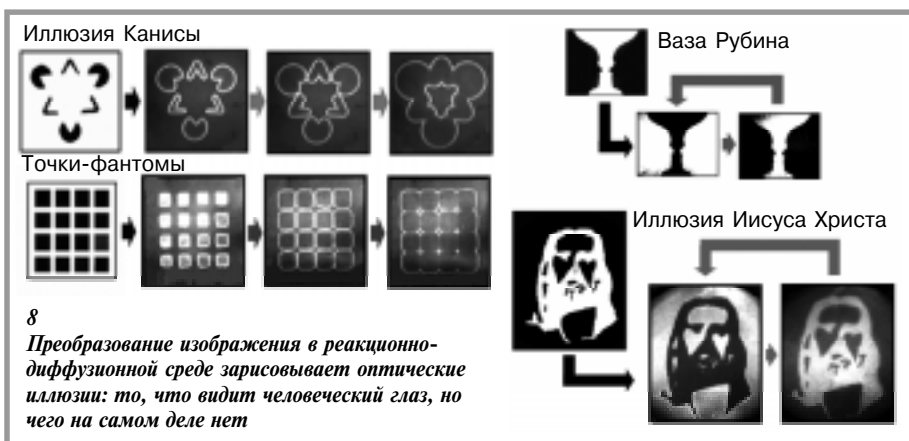 Иллюзия Канисы
Точки-фантомы
8
Преобразование изображения в реакционно-
диффузионной среде зарисовывает оптические
иллюзии: то, что видит человеческий глаз, но
чего на самом деле нет
Ваза Рубина
Иллюзия Иисуса Христа